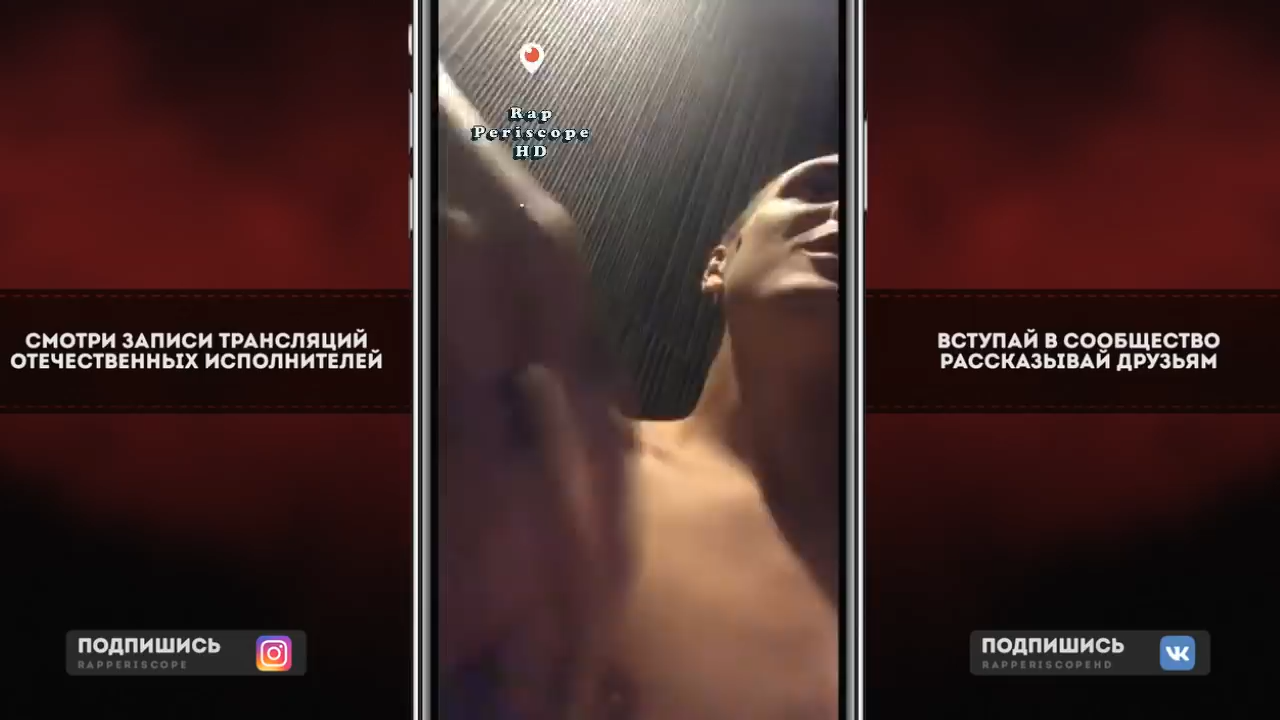 Rap
Periscope
HD
СМОТРИ ЗАПИСИ ТРАНСЛЯЦИЙ
ОТЕЧЕСТВЕННЫХ ИСПОЛНИТЕЛЕЙ
ВСТУПАЙ В СООБЩЕСТВО
РАССКАЗЫВАЙ ДРУЗЬЯМ
ПОДПИШИСЬ
RAPPERISCOPE
ПОДПИШИСЬ
RAPPERISCOPEHD